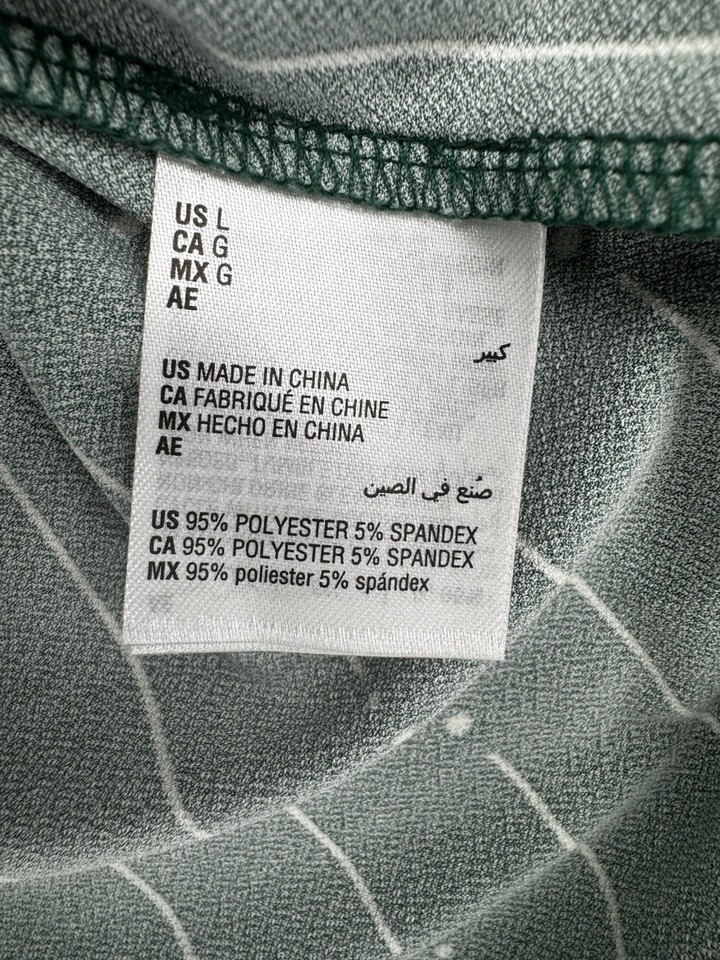 US L
CA G
MX G
AE
كبير
US MADE IN CHINA
CA FABRIQUÉ EN CHINE
MX HECHO EN CHINA
AE
صُنع في الصين
US 95% POLYESTER 5% SPANDEX
CA 95% POLYESTER 5% SPANDEX
MX 95% poliester 5% spándex